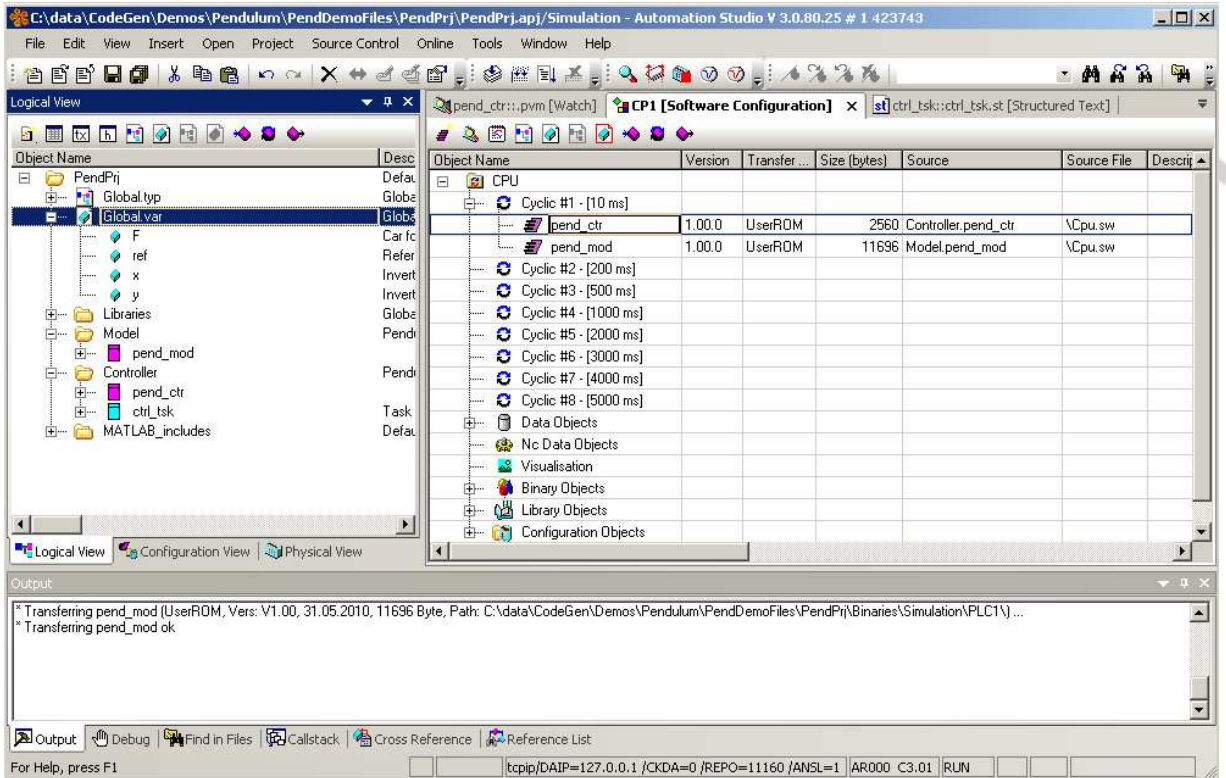 C:\data\CodeGen\Demos\Pendulum\PendDemoFiles\PendPrj\PendPrj.apj/Simulation - Automation Studio V 3.0.80.25 # 1 423743
File Edit View Insert Open Project Source Control Online Tools Window Help
Logical View
pend_ctr:::.pvm [Watch] CP1 [Software Configuration] X ctrl_tsk::ctrl_tsk.st [Structured Text]
Object Name Desc
PendPrj Defau
Global.typ Globa
Global.var Globa
F Car fo
ref Refer
x Invert
y Invert
Libraries Globa
Model Pend
pend_mod
Controller Pend
pend_ctr
ctrl_tsk Task
MATLAB_includes Defau
Logical View Configuration View Physical View
Object Name Version Transfer ... Size (bytes) Source Source File Descrip
CPU
Cyclic #1 - [10 ms]
pend_ctr 1.00.0 UserROM 2560 Controller.pend_ctr \Cpu.sw
pend_mod 1.00.0 UserROM 11696 Model.pend_mod \Cpu.sw
Cyclic #2 - [200 ms]
Cyclic #3 - [500 ms]
Cyclic #4 - [1000 ms]
Cyclic #5 - [2000 ms]
Cyclic #6 - [3000 ms]
Cyclic #7 - [4000 ms]
Cyclic #8 - [5000 ms]
Data Objects
Nc Data Objects
Visualisation
Binary Objects
Library Objects
Configuration Objects
Output
* Transferring pend_mod (UserROM, Vers: V1.00, 31.05.2010, 11696 Byte, Path: C:\data\CodeGen\Demos\Pendulum\PendDemoFiles\PendPrj\Binaries\Simulation\PLC1\) ...
* Transferring pend_mod ok
Output Debug Find in Files Callstack Cross Reference Reference List
For Help, press F1 tcpip/DAIP=127.0.0.1 /CKDA=0 /REPO=11160 /ANSL=1 AR000 C3.01 RUN